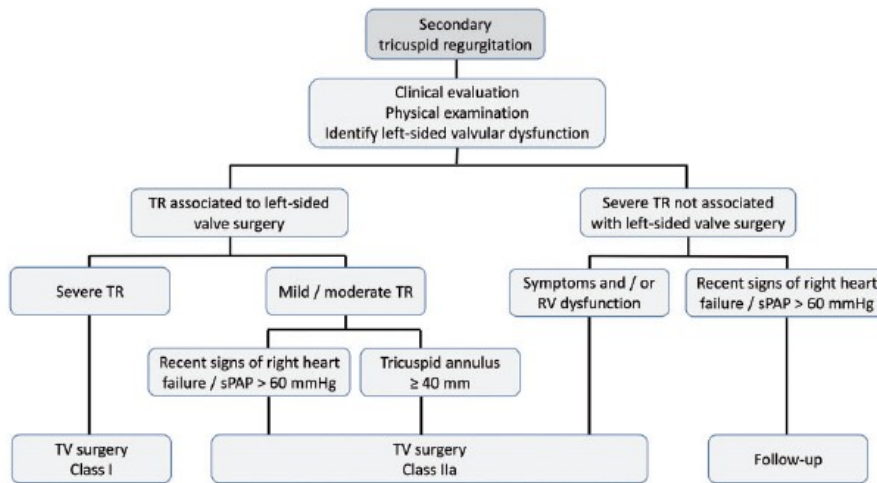 Secondary
tricuspid regurgitation
Clinical evaluation
Physical examination
Identify left-sided valvular dysfunction
TR associated to left-sided
valve surgery
Severe TR not associated
with left-sided valve surgery
Severe TR
Mild / moderate TR
Symptoms and / or
RV dysfunction
Recent signs of right heart
failure / sPAP > 60 mmHg
Recent signs of right heart
failure / sPAP > 60 mmHg
Tricuspid annulus
≥ 40 mm
TV surgery
Class I
TV surgery
Class IIa
Follow-up